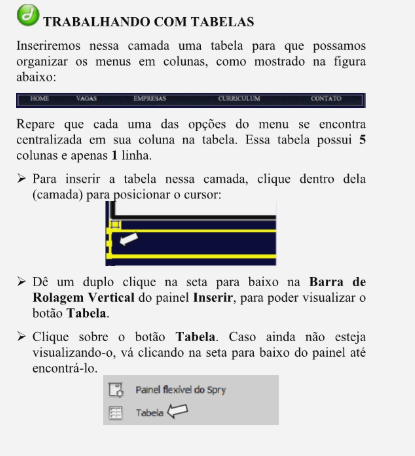 TRABALHANDO COM TABELAS
Inseriremos nessa camada uma tabela para que possamos
organizar os menus em colunas, como mostrado na figura
abaixo:
HOME VAGAS EMPRESAS CURRICULUM CONTATO
Repare que cada uma das opções do menu se encontra
centralizada em sua coluna na tabela. Essa tabela possui 5
colunas e apenas 1 linha.
➢ Para inserir a tabela nessa camada, clique dentro dela
(camada) para posicionar o cursor:
➢ Dê um duplo clique na seta para baixo na Barra de
Rolagem Vertical do painel Inserir, para poder visualizar o
botão Tabela.
➢ Clique sobre o botão Tabela. Caso ainda não esteja
visualizando-o, vá clicando na seta para baixo do painel até
encontrá-lo.
Painel flexível do Spry
Tabela